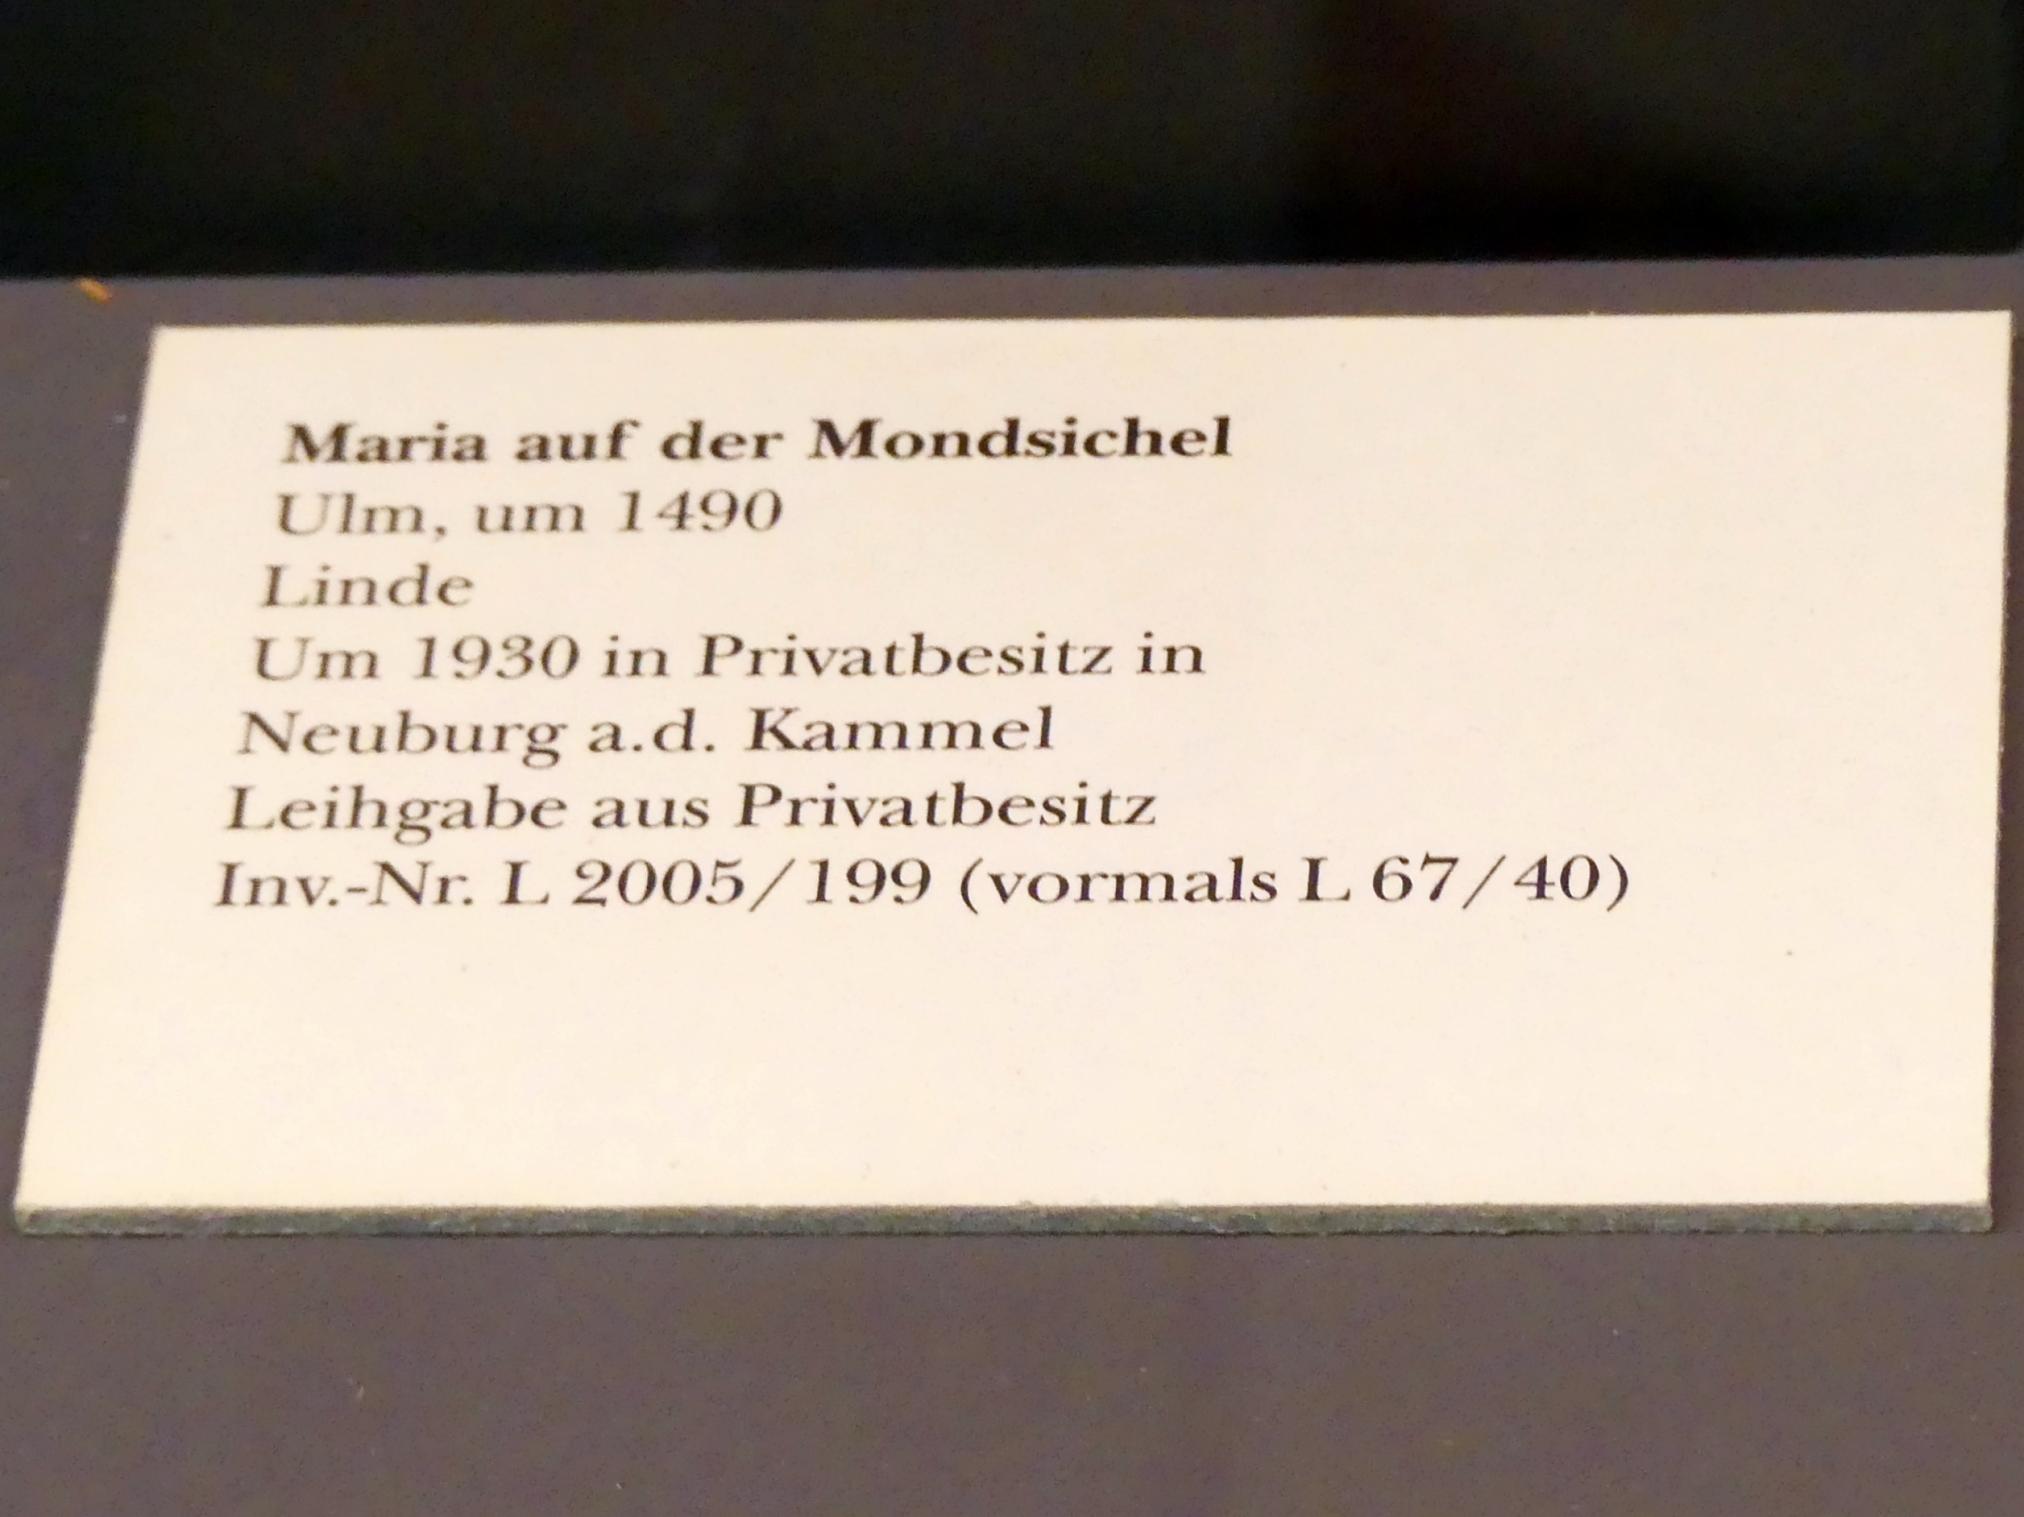 Maria auf der Mondsichel
Ulm, um 1490
Linde
Um 1930 in Privatbesitz in
Neuburg a.d. Kammel
Leihgabe aus Privatbesitz
Inv.-Nr. L 2005/199 (vormals L 67/40)